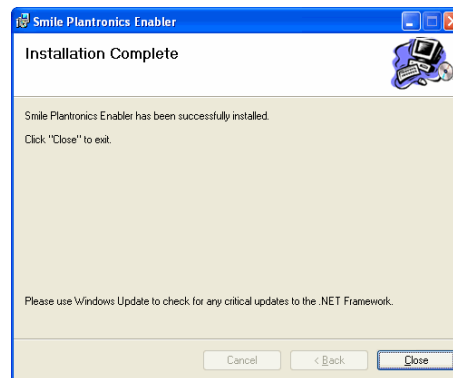 Smile Plantronics Enabler
Installation Complete
Smile Plantronics Enabler has been successfully installed.
Click "Close" to exit.
Please use Windows Update to check for any critical updates to the .NET Framework.
Cancel
< Back
Close